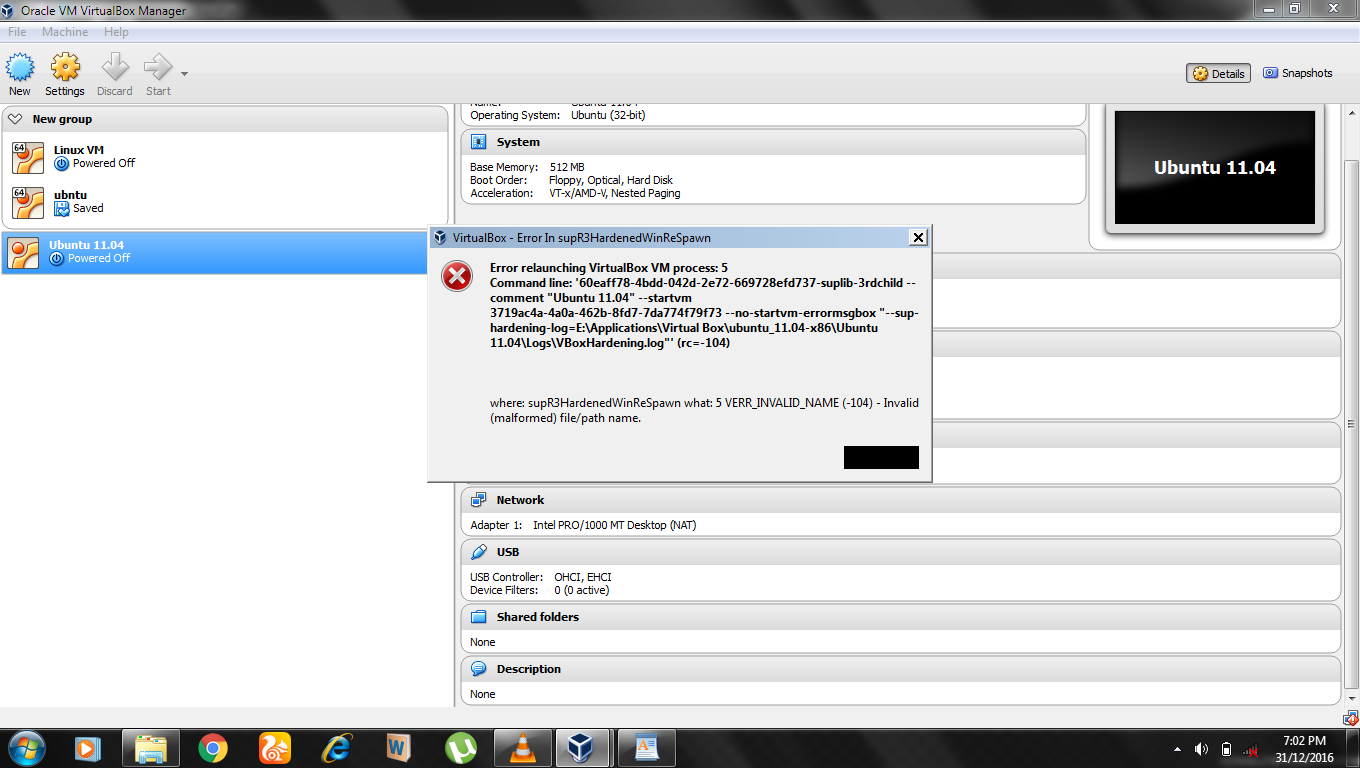 Oracle VM VirtualBox Manager
File Machine Help
New Settings Discard Start
Details Snapshots
New group
64
Linux VM
Powered Off
64
ubntu
Saved
Ubuntu 11.04
Powered Off
Operating System: Ubuntu (32-bit)
System
Base Memory: 512 MB
Boot Order: Floppy, Optical, Hard Disk
Acceleration: VT-x/AMD-V, Nested Paging
Ubuntu 11.04
VirtualBox - Error In supR3HardenedWinReSpawn
Error relaunching VirtualBox VM process: 5
Command line: '60eaff78-4bdd-042d-2e72-669728efd737-suplib-3rdchild --
comment "Ubuntu 11.04" --startvm
3719ac4a-4a0a-462b-8fd7-7da774f79f73 --no-startvm-errormsgbox "--sup-
hardening-log=E:\Applications\Virtual Box\ubuntu_11.04-x86\Ubuntu
11.04\Logs\VBoxHardening.log"' (rc=-104)
where: supR3HardenedWinReSpawn what: 5 VERR_INVALID_NAME (-104) - Invalid
(malformed) file/path name.
Network
Adapter 1: Intel PRO/1000 MT Desktop (NAT)
USB
USB Controller: OHCI, EHCI
Device Filters: 0 (0 active)
Shared folders
None
Description
None
W
7:02 PM
31/12/2016